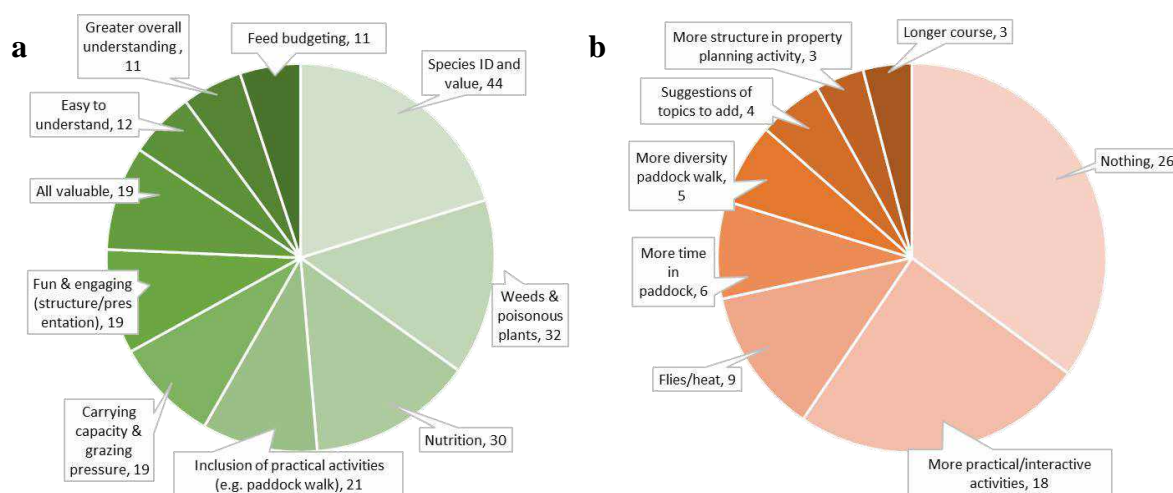 a
Greater overall
understanding ,
11
Feed budgeting, 11
Species ID and
value, 44
Easy to
understand, 12
All valuable, 19
Weeds &
poisonous
plants, 32
Fun & engaging
(structure/pres
entation), 19
Carrying
capacity &
grazing
pressure, 19
Inclusion of practical activities
(e.g. paddock walk), 21
Nutrition, 30
b
More structure in property
planning activity, 3
Longer course, 3
Suggestions of
topics to add, 4
Nothing, 26
More diversity
paddock walk,
5
More time in
paddock, 6
Flies/heat, 9
More practical/interactive
activities, 18